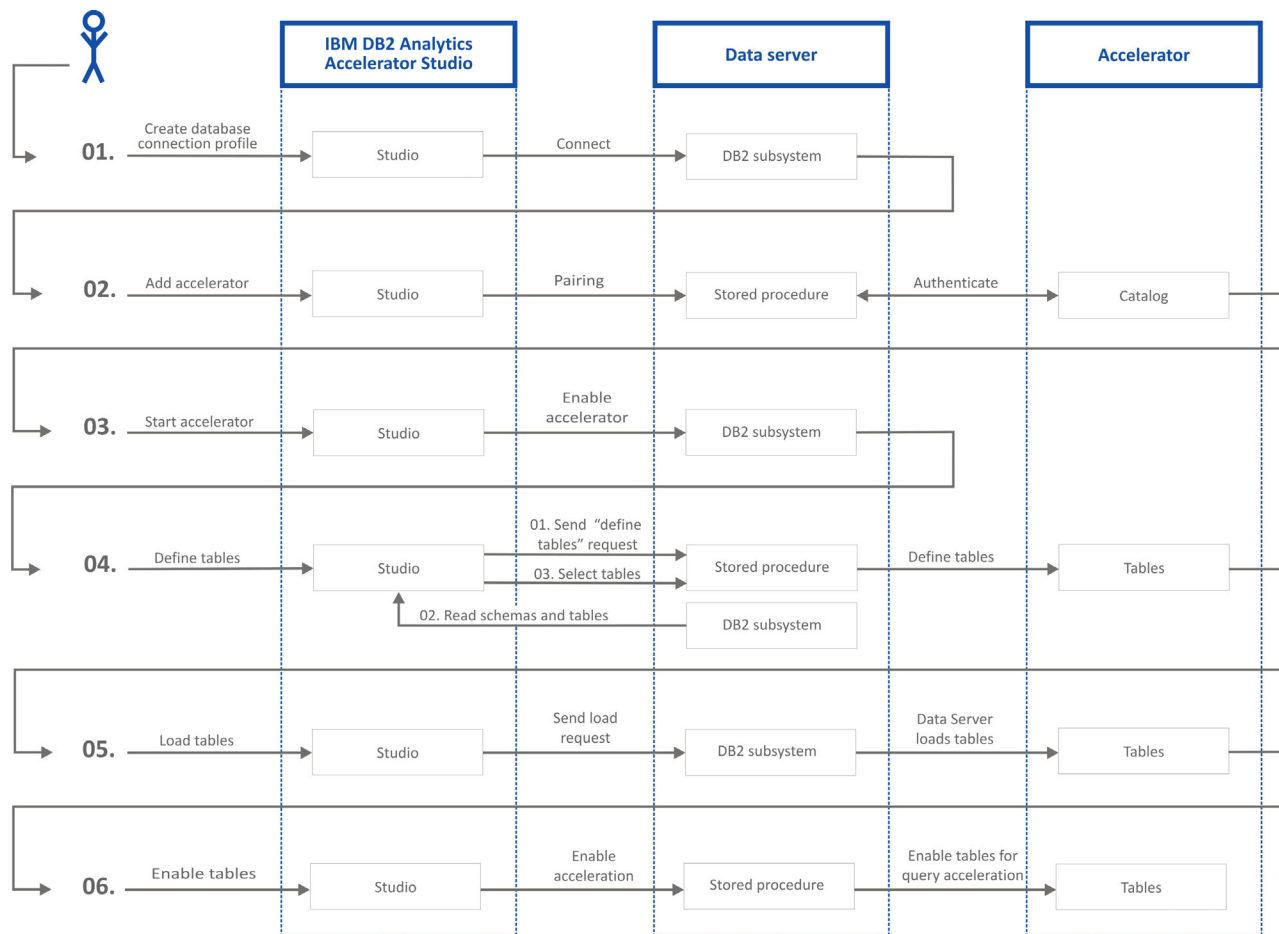 IBM DB2 Analytics
Accelerator Studio
Data server
Accelerator
01.
Create database
connection profile
Studio
Connect
DB2 subsystem
02.
Add accelerator
Studio
Pairing
Stored procedure
Authenticate
Catalog
03.
Start accelerator
Studio
Enable
accelerator
DB2 subsystem
04.
Define tables
Studio
01. Send “define
tables” request
03. Select tables
02. Read schemas and tables
Stored procedure
DB2 subsystem
Define tables
Tables
05.
Load tables
Studio
Send load
request
DB2 subsystem
Data Server
loads tables
Tables
06.
Enable tables
Studio
Enable
acceleration
Stored procedure
Enable tables for
query acceleration
Tables